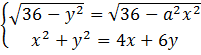 √36 − y² = √36 − a²x²
x² + y² = 4x + 6y